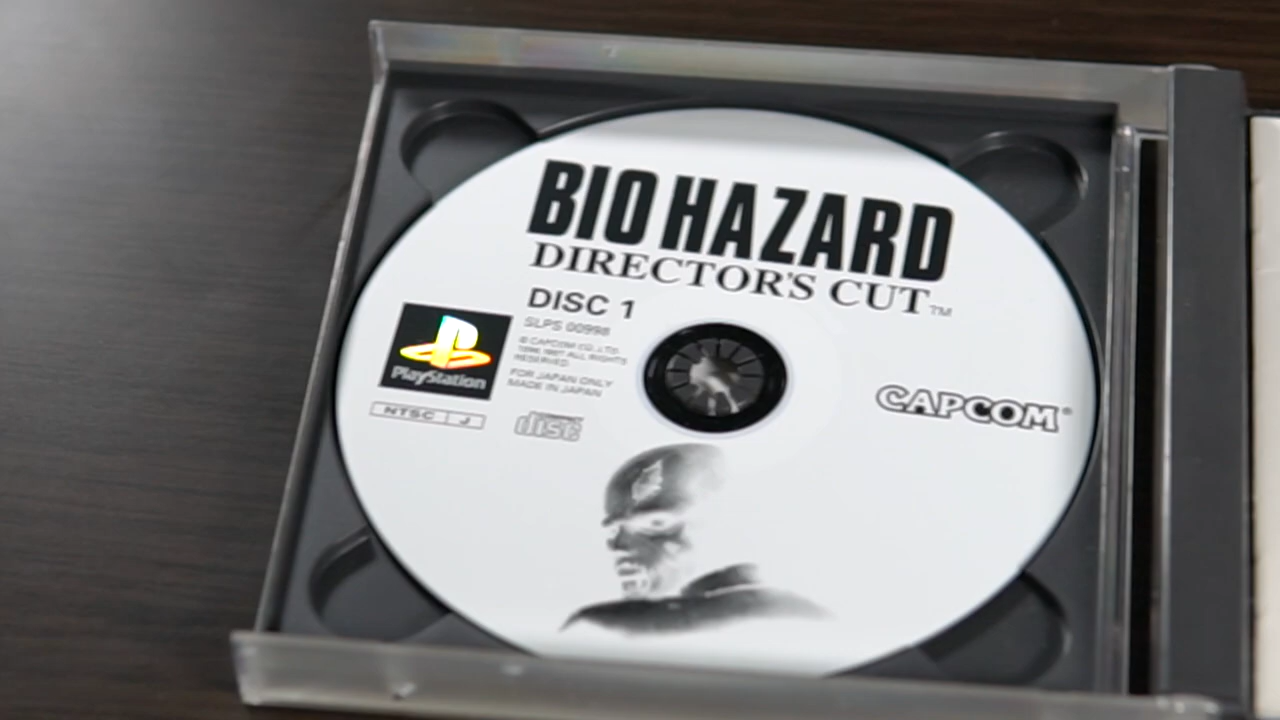 BIO HAZARD
DIRECTOR'S CUT™
DISC 1
SLPS 00998
© CAPCOM CO., LTD.
1996, 1997 ALL RIGHTS
RESERVED.
FOR JAPAN ONLY
MADE IN JAPAN
PlayStation
NTSC J
disc
CAPCOM®